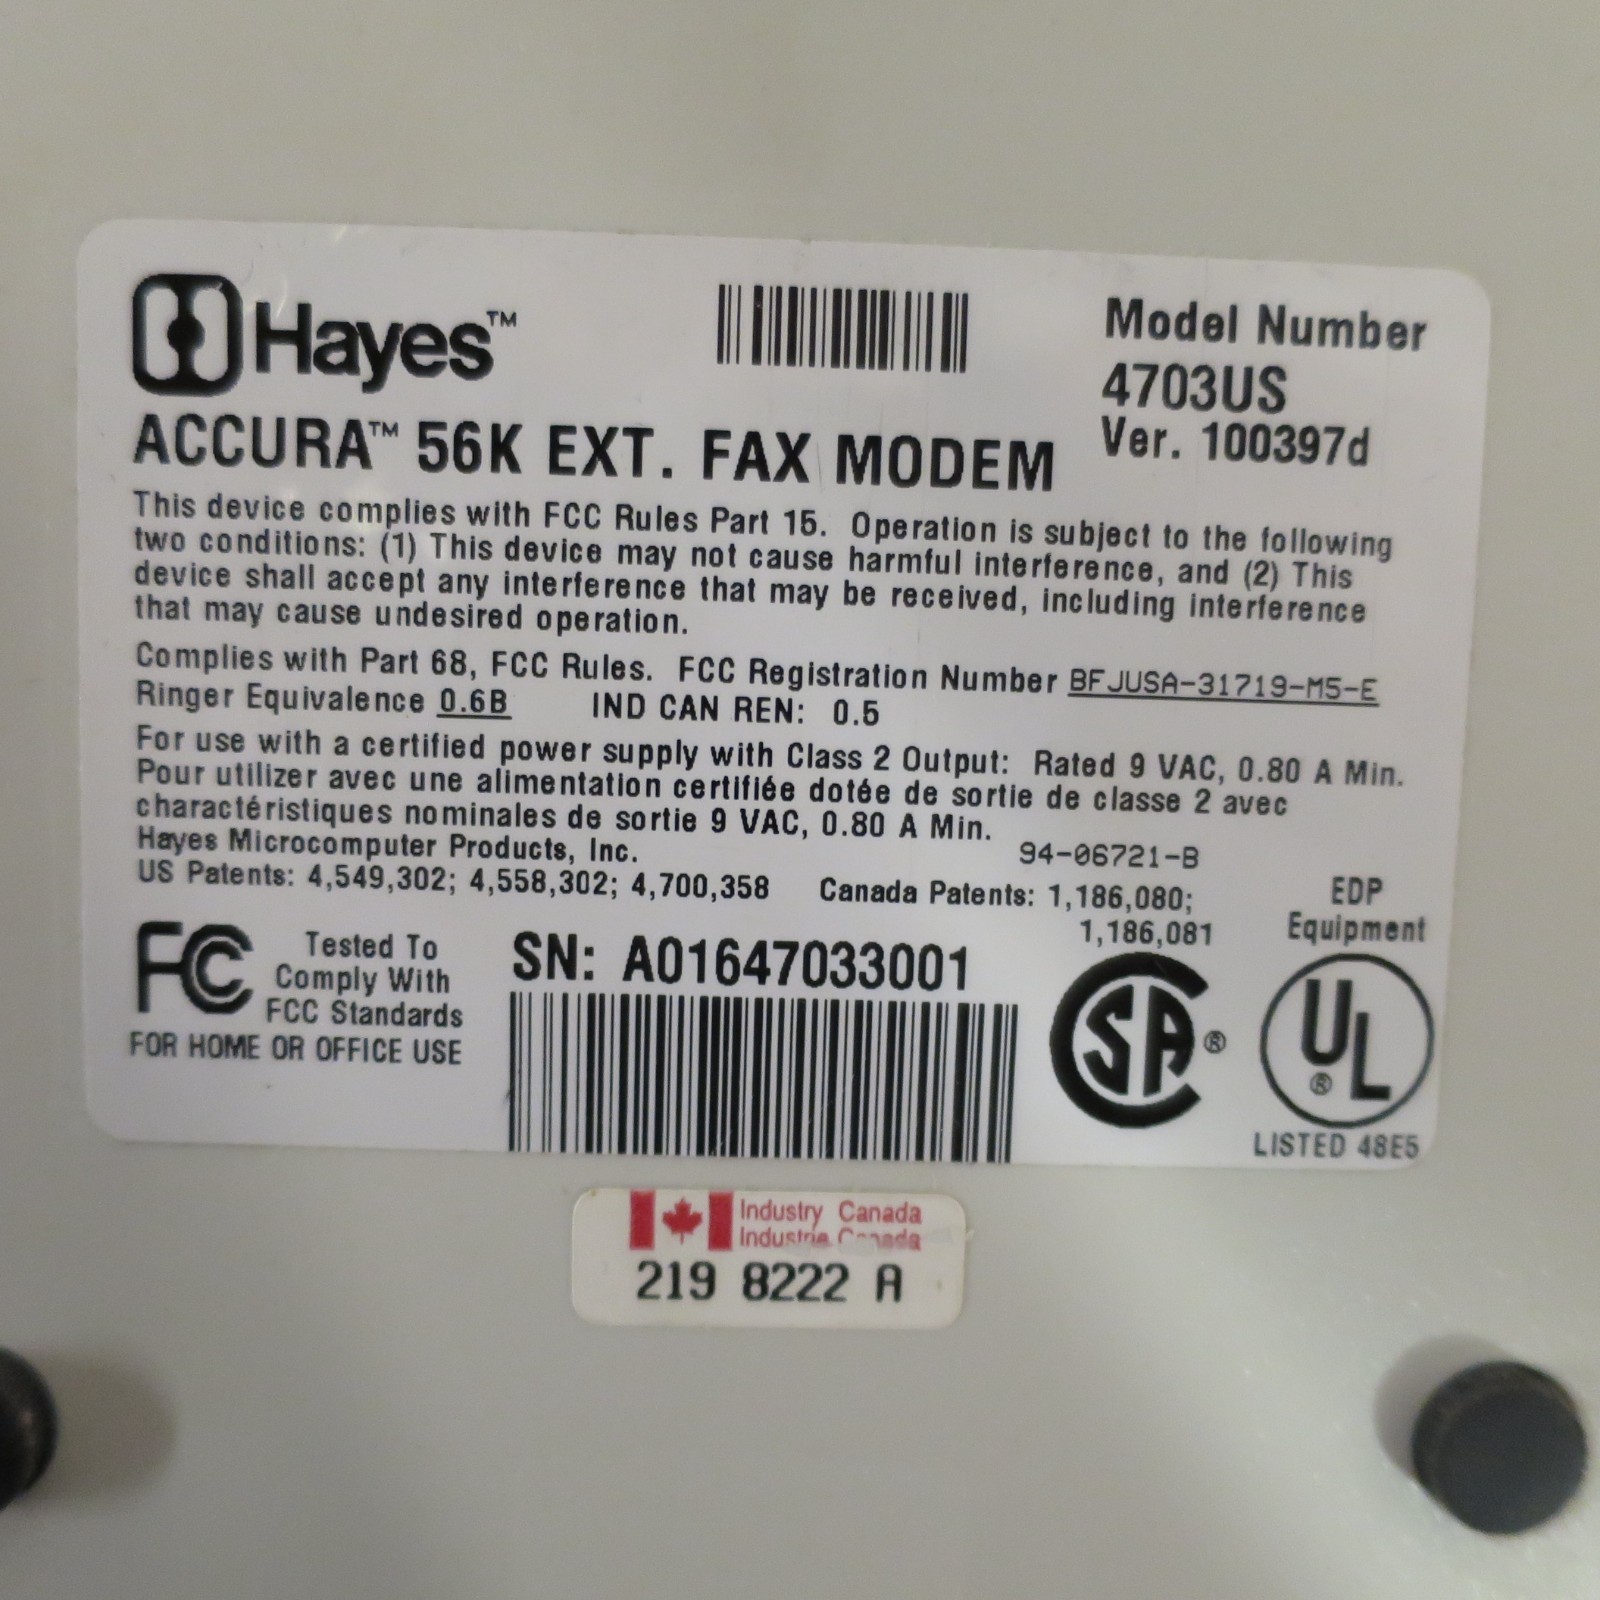 Hayes™
Model Number
4703US
Ver. 100397d
ACCURA™ 56K EXT. FAX MODEM
This device complies with FCC Rules Part 15. Operation is subject to the following
two conditions: (1) This device may not cause harmful interference, and (2) This
device shall accept any interference that may be received, including interference
that may cause undesired operation.
Complies with Part 68, FCC Rules. FCC Registration Number BFJUSA-31719-M5-E
Ringer Equivalence 0.6B IND CAN REN: 0.5
For use with a certified power supply with Class 2 Output: Rated 9 VAC, 0.80 A Min.
Pour utilizer avec une alimentation certifiée dotée de sortie de classe 2 avec
charactéristiques nominales de sortie 9 VAC, 0.80 A Min.
Hayes Microcomputer Products, Inc. 94-06721-B
US Patents: 4,549,302; 4,558,302; 4,700,358 Canada Patents: 1,186,080;
1,186,081
EDP
Equipment
FC
Tested To
Comply With
FCC Standards
FOR HOME OR OFFICE USE
SN: A01647033001
SA®
UL®
LISTED 48E5
Industry Canada
Industrie Canada
219 8222 A